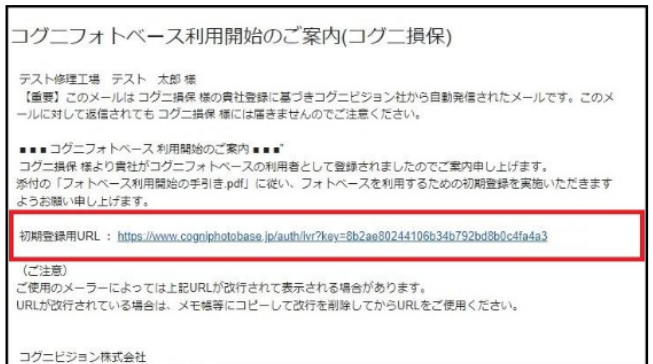 コグニフォトベース利用開始のご案内(コグニ損保)
テスト修理工場　テスト　太郎 様
【重要】このメールは コグニ損保 様の貴社登録に基づきコグニビジョン社から自動発信されたメールです。このメ
ールに対して返信されても コグニ損保 様には届きませんのでご注意ください。
■ ■ ■ コグニフォトベース 利用開始のご案内 ■ ■ ■"
コグニ損保 様より貴社がコグニフォトベースの利用者として登録されましたのでご案内申し上げます。
添付の「フォトベース利用開始の手引き.pdf」に従い、フォトベースを利用するための初期登録を実施いただきます
ようお願い申し上げます。
初期登録用URL ： https://www.cogniphotobase.jp/auth/ivr?key=8b2ae80244106b34b792bd8b0c4fa4a3
（ご注意）
ご使用のメーラーによっては上記URLが改行されて表示される場合があります。
URLが改行されている場合は、メモ帳等にコピーして改行を削除してからURLをご使用ください。
コグニビジョン株式会社